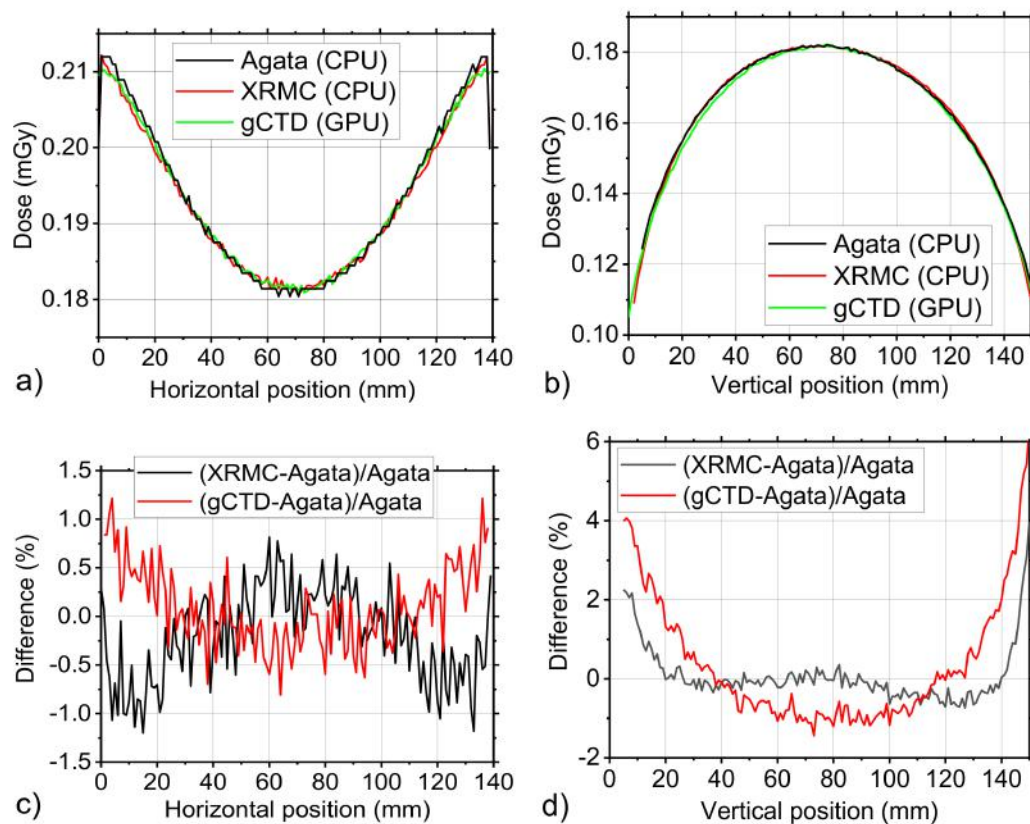 0.21
0.20
0.19
0.18
Dose (mGy)
Agata (CPU)
XRMC (CPU)
gCTD (GPU)
0 20 40 60 80 100 120 140
Horizontal position (mm)
a)
0.18
0.16
0.14
0.12
0.10
Dose (mGy)
Agata (CPU)
XRMC (CPU)
gCTD (GPU)
0 20 40 60 80 100 120 140
Vertical position (mm)
b)
1.5
1.0
0.5
0.0
-0.5
-1.0
-1.5
Difference (%)
(XRMC-Agata)/Agata
(gCTD-Agata)/Agata
0 20 40 60 80 100 120 140
Horizontal position (mm)
c)
6
4
2
0
-2
Difference (%)
(XRMC-Agata)/Agata
(gCTD-Agata)/Agata
0 20 40 60 80 100 120 140
Vertical position (mm)
d)